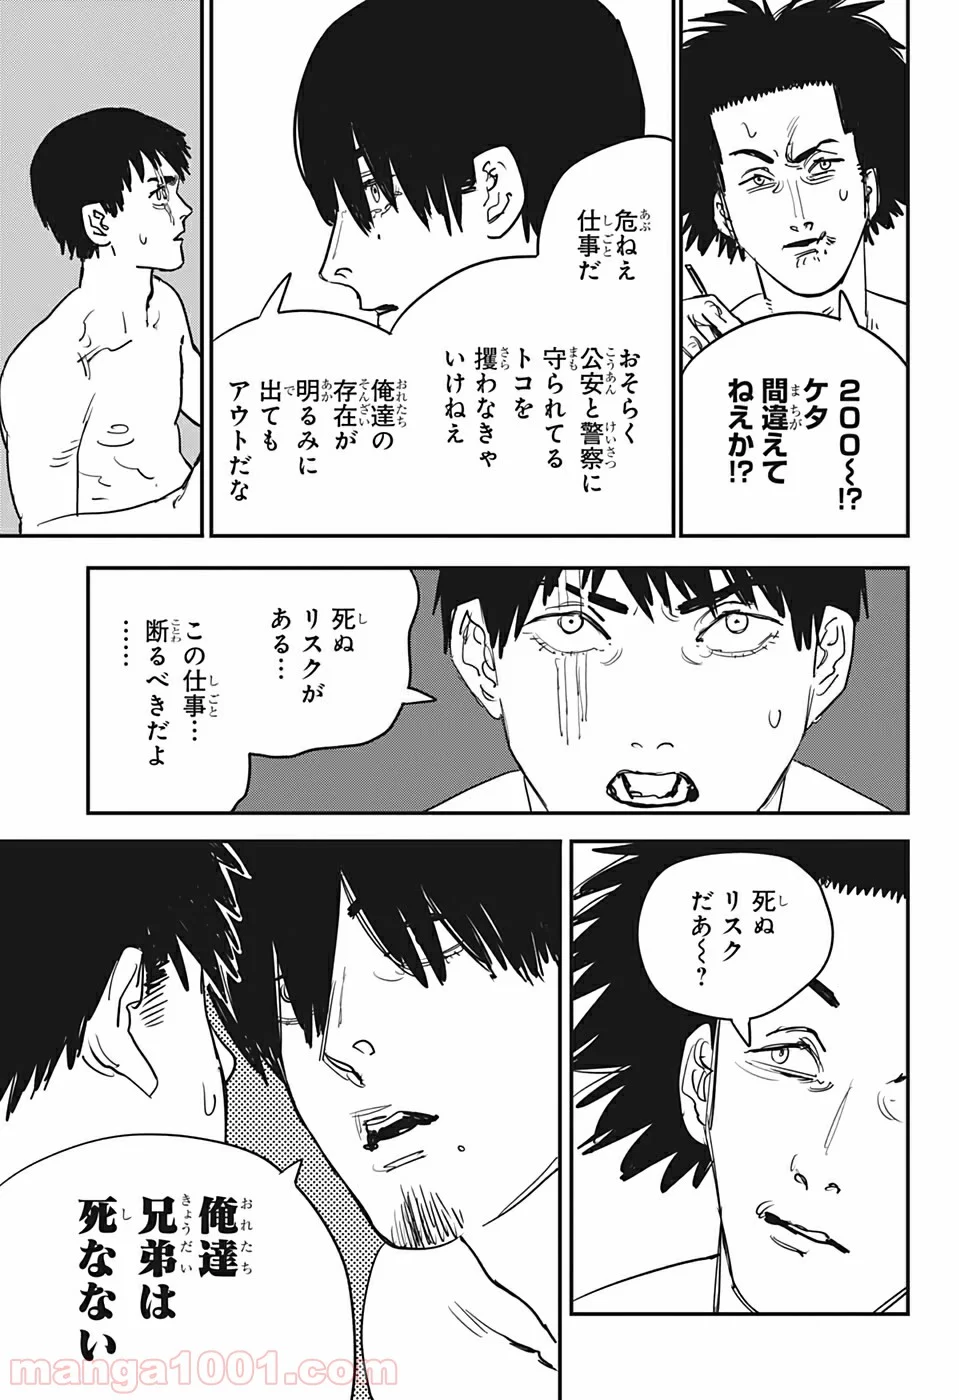 200〜!?
ケタ
間違えて
ねえか!?
危ねえ
仕事だ
おそらく
公安と警察に
守られてる
トコを
攫わなきゃ
いけねえ
俺達の
存在が
明るみに
出ても
アウトだな
死ぬ
リスクが
ある…
この仕事…
断るべきだよ
……
死ぬ
リスク
だあ〜?
俺達
兄弟は
死なない
manga1001.com